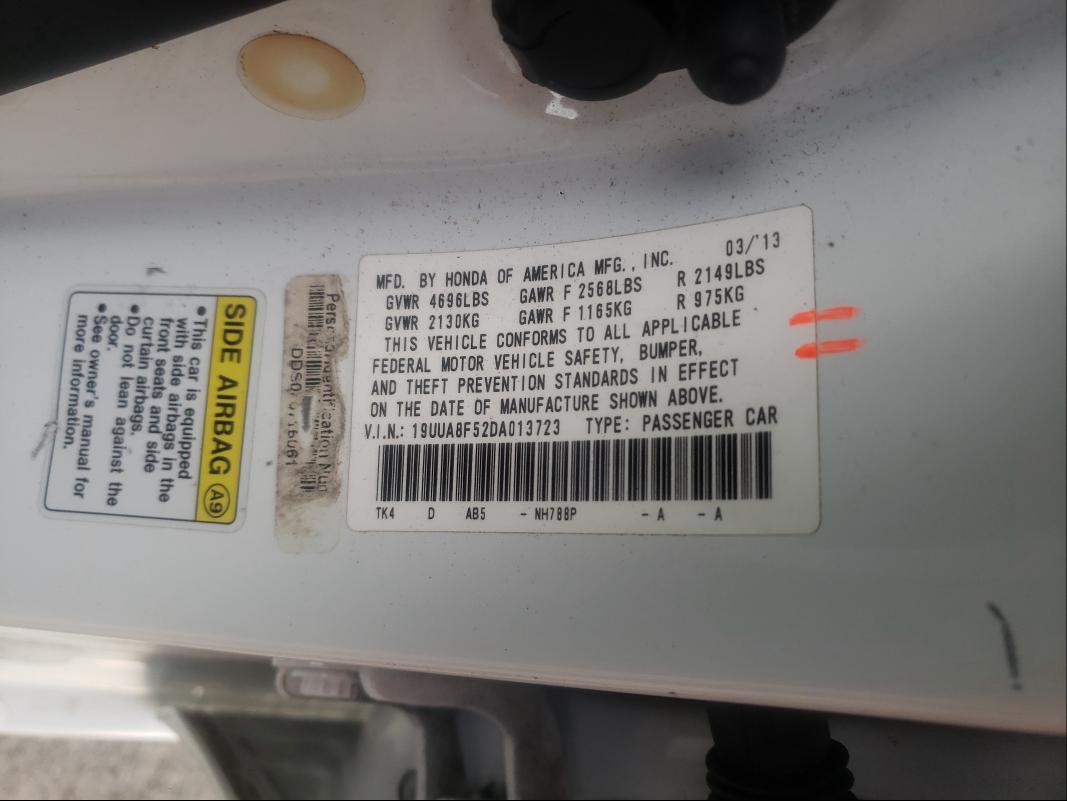 SIDE AIRBAG A9
• This car is equipped
with side airbags in the
front seats and side
curtain airbags.
• Do not lean against the
door.
• See owner's manual for
more information.
MFD. BY HONDA OF AMERICA MFG., INC. 03/'13
GVWR 4696LBS GAWR F 2568LBS R 2149LBS
GVWR 2130KG GAWR F 1165KG R 975KG
THIS VEHICLE CONFORMS TO ALL APPLICABLE
FEDERAL MOTOR VEHICLE SAFETY, BUMPER,
AND THEFT PREVENTION STANDARDS IN EFFECT
ON THE DATE OF MANUFACTURE SHOWN ABOVE.
V.I.N.: 19UUA8F52DA013723 TYPE: PASSENGER CAR
TK4 D AB5 - NH788P - A - A